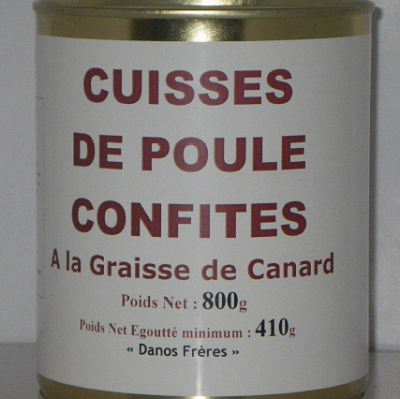 CUISSES
DE POULE
CONFITES
A la Graisse de Canard
Poids Net : 800g
Poids Net Egoutté minimum : 410g
« Danos Frères »